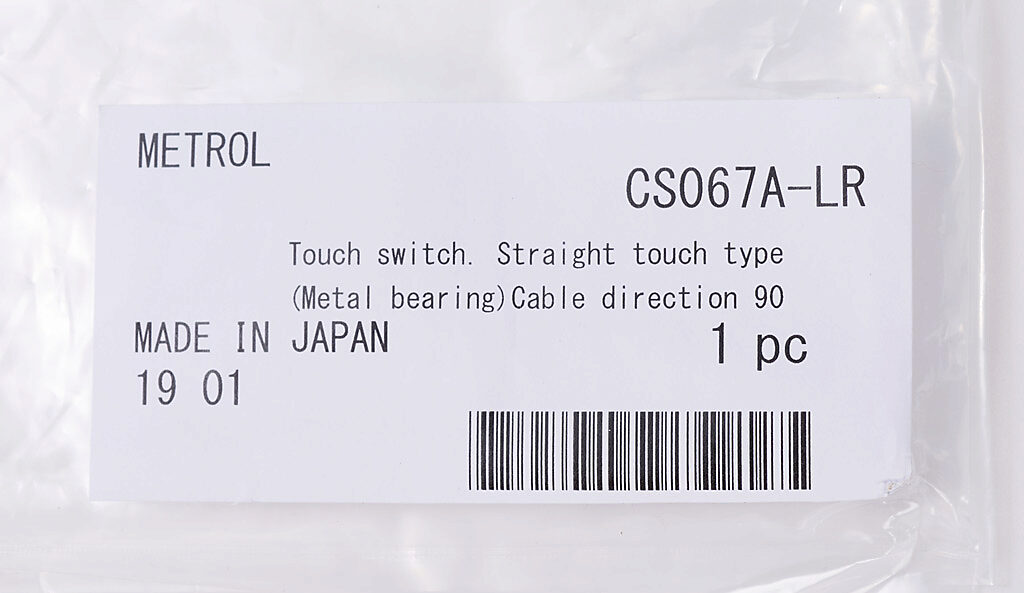 METROL
CS067A-LR
Touch switch. Straight touch type
(Metal bearing)Cable direction 90
MADE IN JAPAN
1 pc
19 01